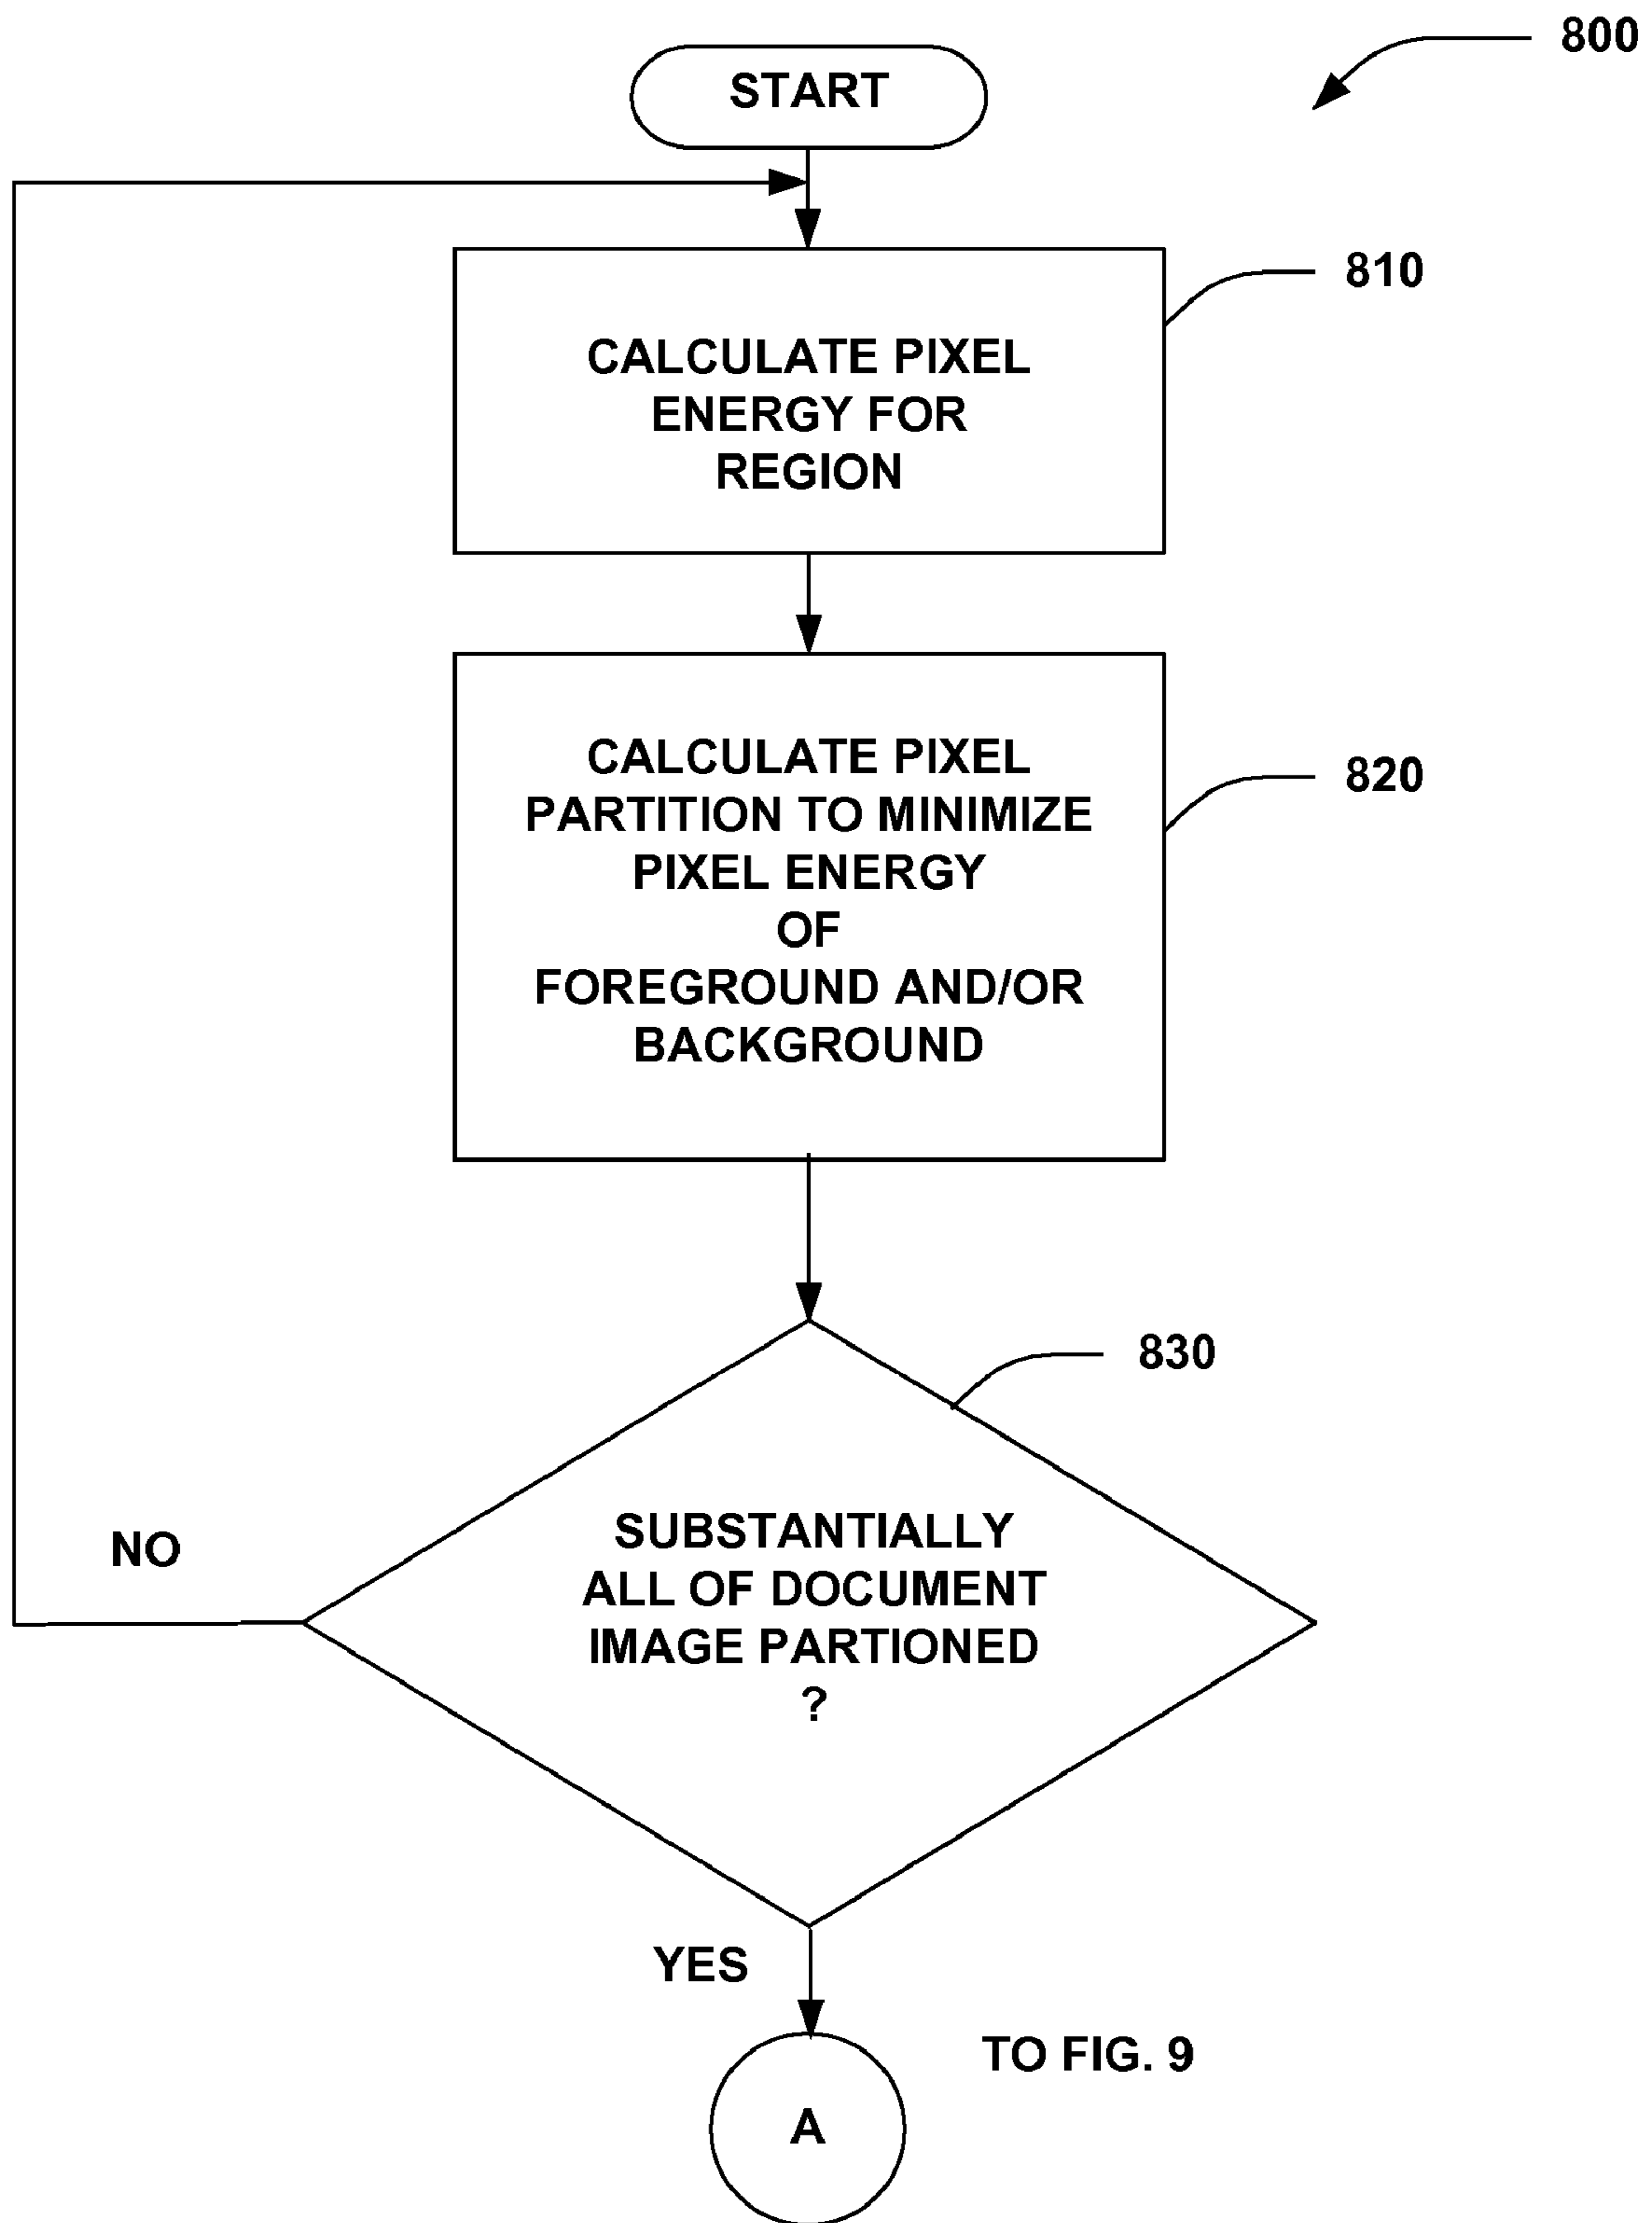 800
START
810
CALCULATE PIXEL
ENERGY FOR
REGION
CALCULATE PIXEL
PARTITION TO MINIMIZE
PIXEL ENERGY
OF
FOREGROUND AND/OR
BACKGROUND
820
830
SUBSTANTIALLY
ALL OF DOCUMENT
IMAGE PARTIONED
?
NO
YES
TO FIG. 9
A